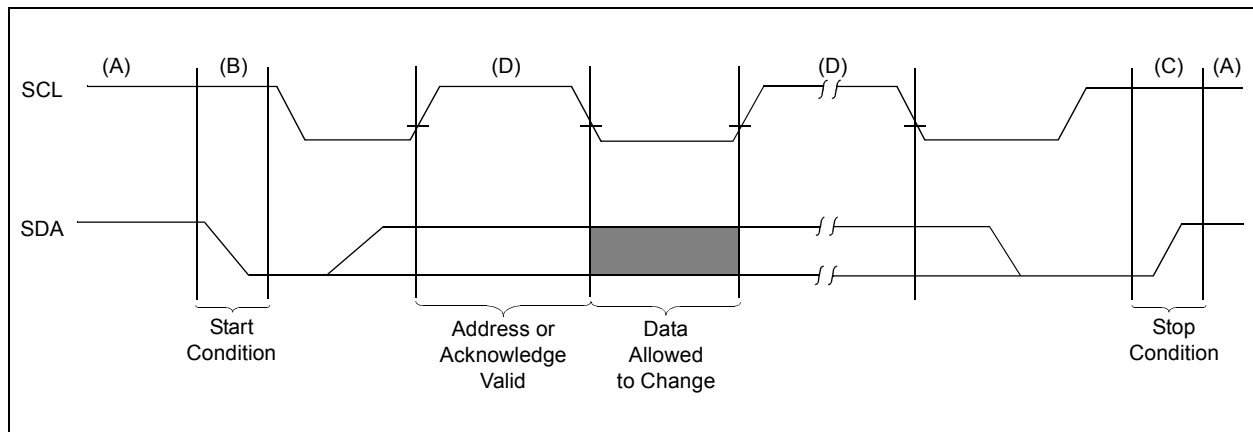 (A) (B) (D) (D) (C) (A)
SCL
SDA
Start
Condition
Address or
Acknowledge
Valid
Data
Allowed
to Change
Stop
Condition